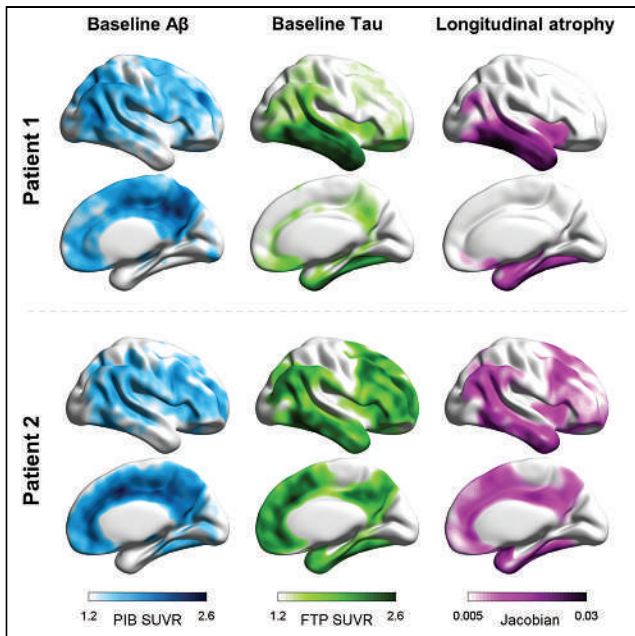 Baseline Aβ
Baseline Tau
Longitudinal atrophy
Patient 1
Patient 2
1.2 PIB SUVR 2.6
1.2 FTP SUVR 2.6
0.005 Jacobian 0.03